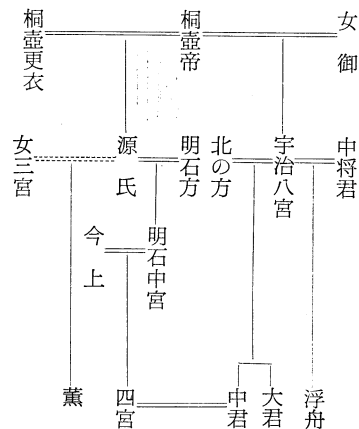 女御
桐壺帝
桐壺更衣
中将君
宇治八宮
北の方
明石方
源氏
女三宮
明石中宮
今上
浮舟
大君
中君
四宮
薫